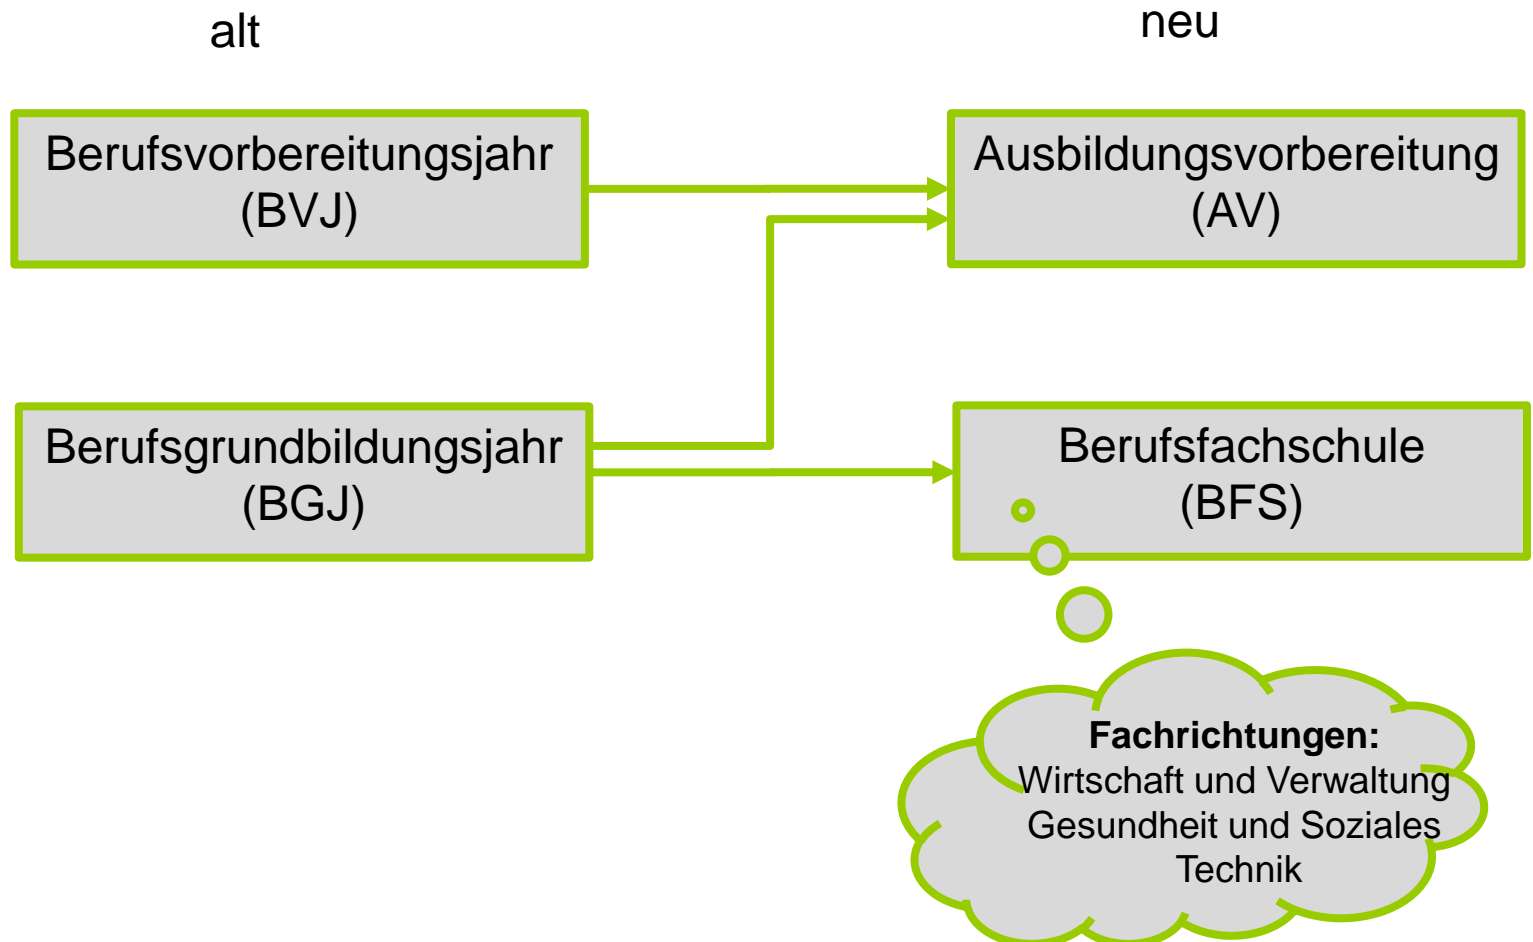 alt
neu
Berufsvorbereitungsjahr
(BVJ)
Ausbildungsvorbereitung
(AV)
Berufsgrundbildungsjahr
(BGJ)
Berufsfachschule
(BFS)
Fachrichtungen:
Wirtschaft und Verwaltung
Gesundheit und Soziales
Technik